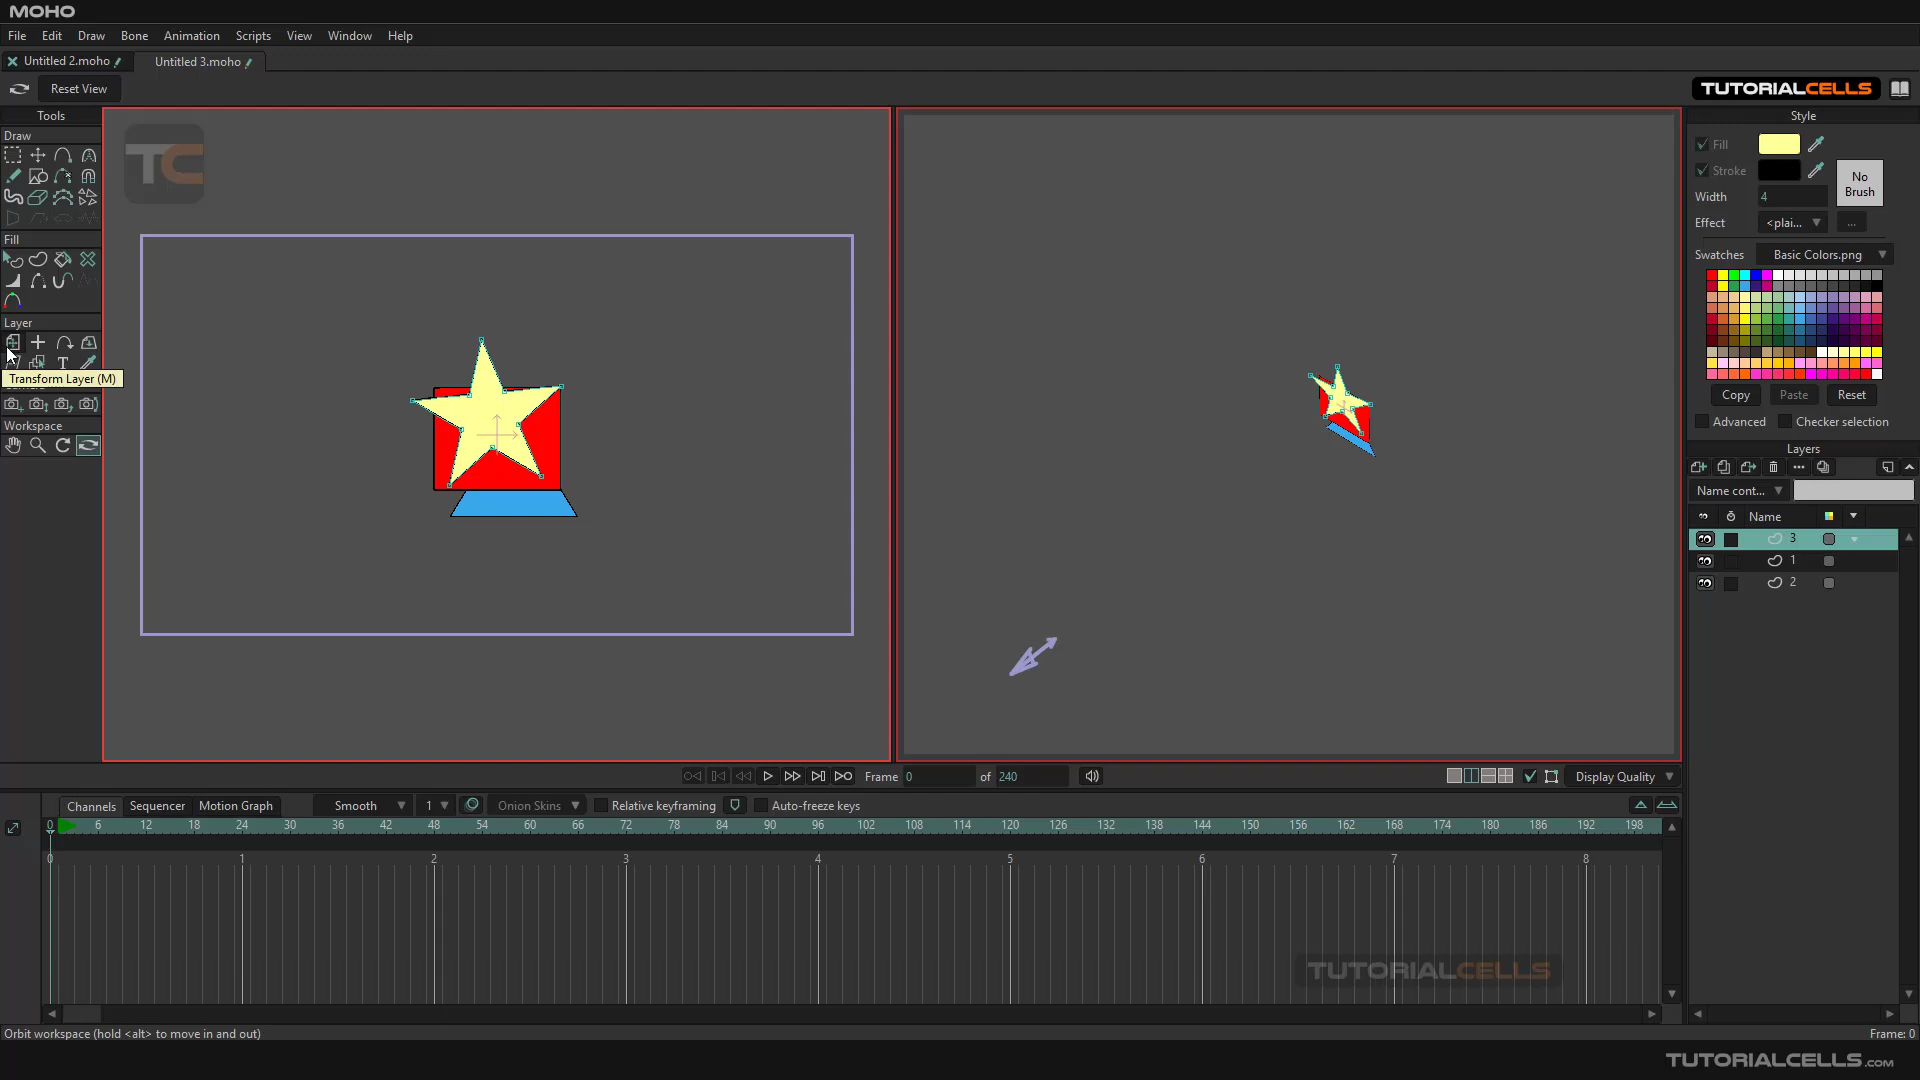 MOHO
File Edit Draw Bone Animation Scripts View Window Help
Untitled 2.moho Untitled 3.moho
Reset View
TUTORIALCELLS
Tools
Style
Draw
TC
Fill
Stroke
No Brush
Width 4
Effect <plai... ...
Fill
Swatches Basic Colors.png
Layer
T
Transform Layer (M)
Copy Paste Reset
Advanced Checker selection
Workspace
Layers
Name cont...
Name
3
1
2
Frame 0 of 240
Display Quality
Channels Sequencer Motion Graph Smooth 1 Onion Skins Relative keyframing Auto-freeze keys
0 6 12 18 24 30 36 42 48 54 60 66 72 78 84 90 96 102 108 114 120 126 132 138 144 150 156 162 168 174 180 186 192 198
0 1 2 3 4 5 6 7 8
TUTORIALCELLS
Orbit workspace (hold <alt> to move in and out)
Frame: 0
TUTORIALCELLS.COM